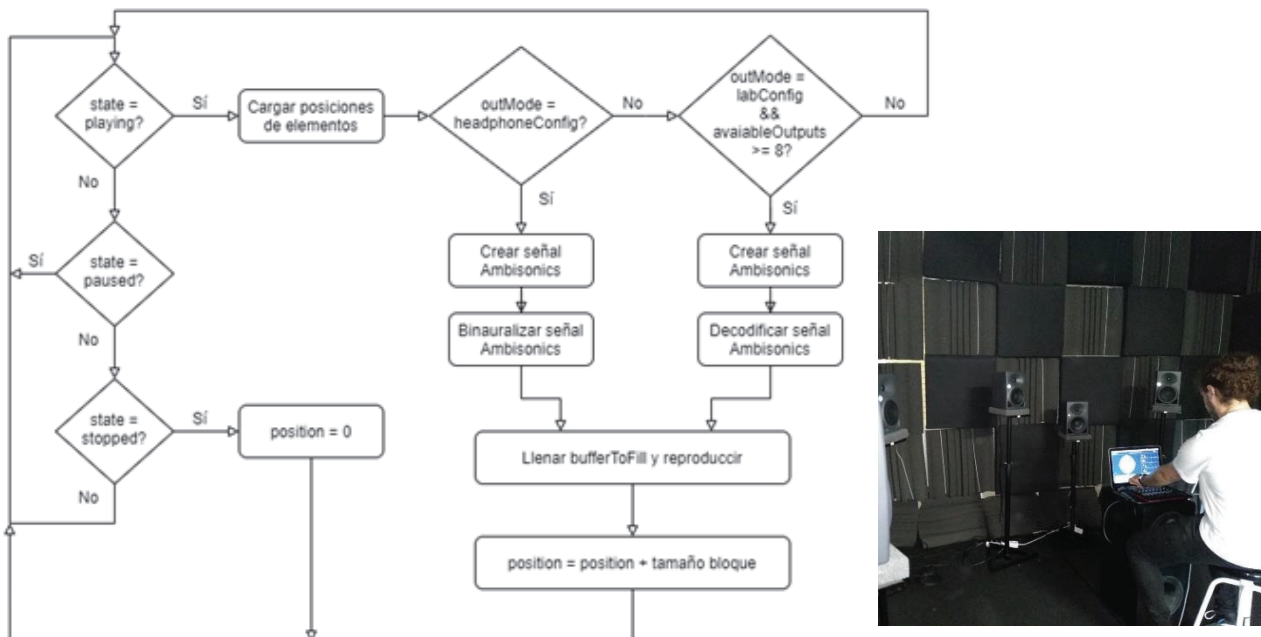 state =
playing?
Sí
Cargar posiciones
de elementos
outMode =
headphoneConfig?
No
outMode =
labConfig
&&
avaiableOutputs
>= 8?
No
No
Sí
Sí
state =
paused?
Sí
No
Crear señal
Ambisonics
Crear señal
Ambisonics
Binauralizar señal
Ambisonics
Decodificar señal
Ambisonics
state =
stopped?
Sí
No
position = 0
Llenar bufferToFill y reproduccir
position = position + tamaño bloque